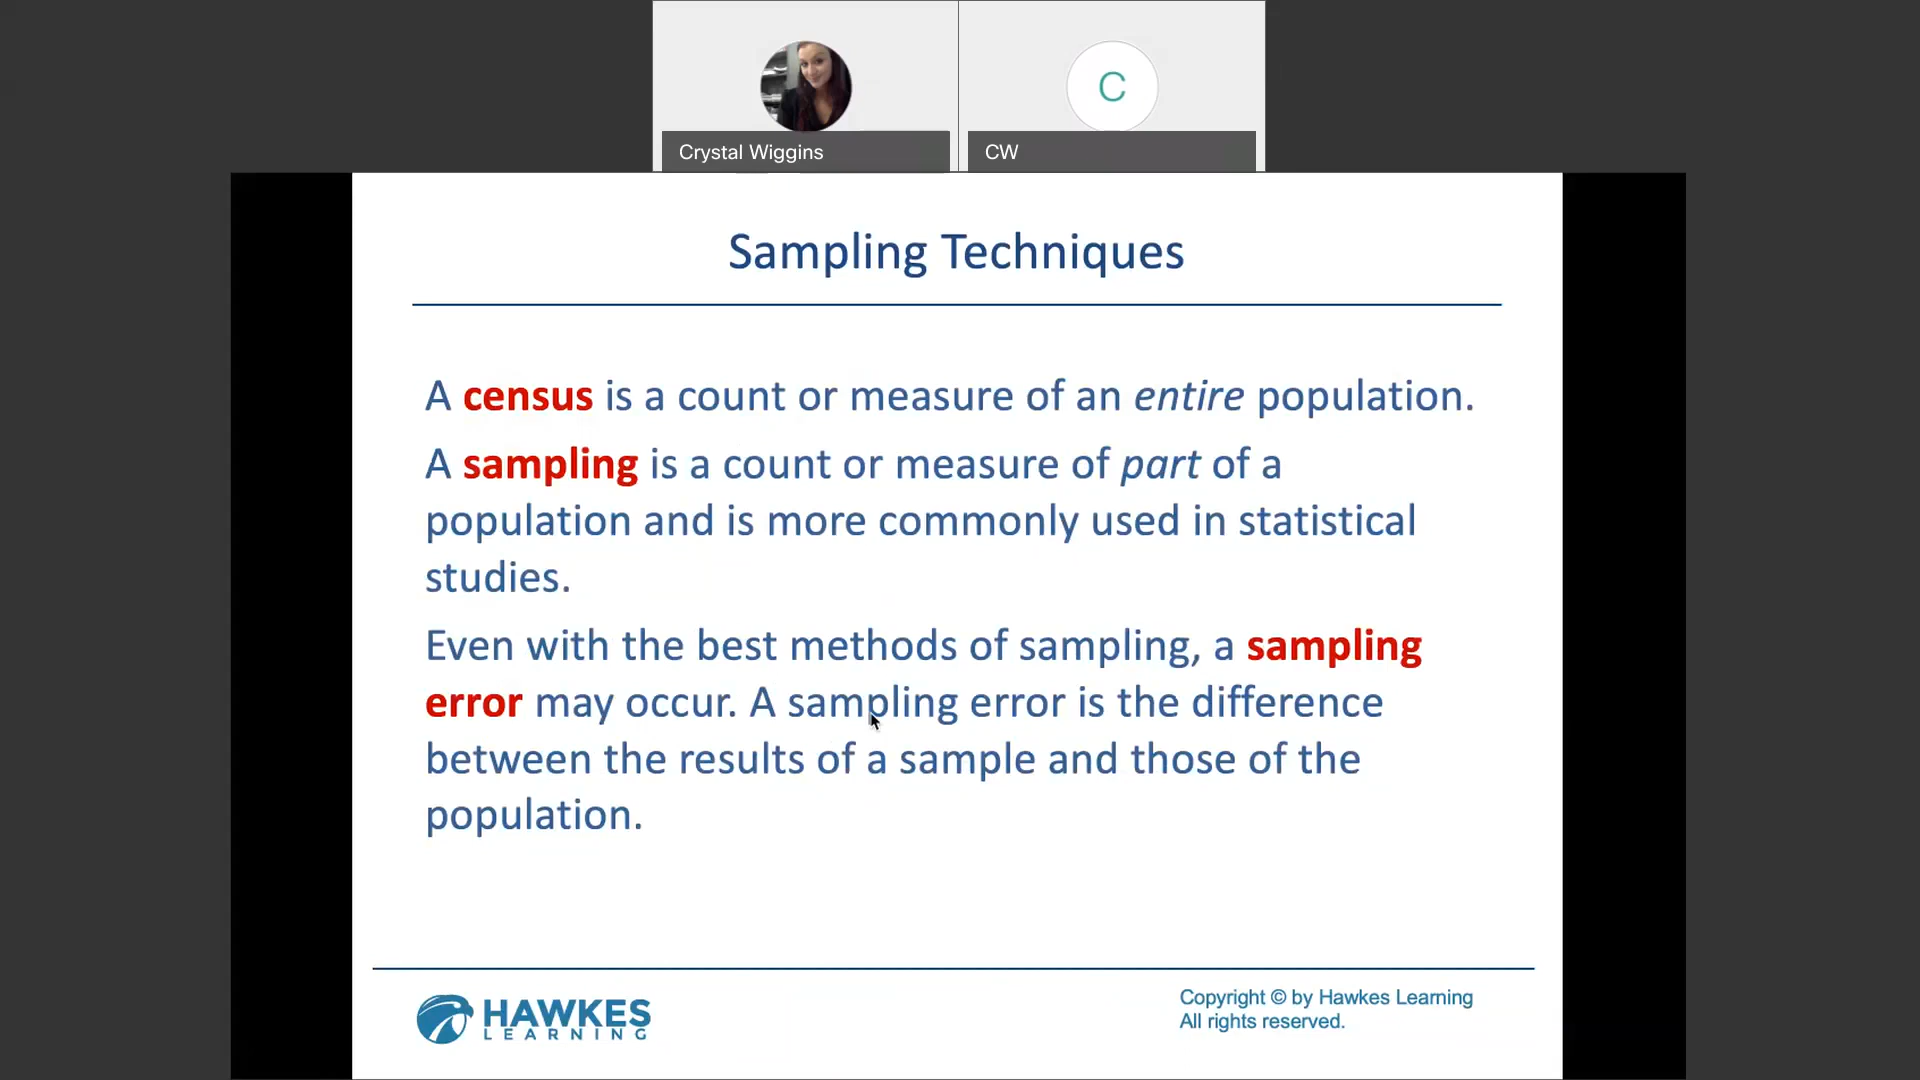 Crystal Wiggins
C
CW
Sampling Techniques
A census is a count or measure of an entire population.
A sampling is a count or measure of part of a
population and is more commonly used in statistical
studies.
Even with the best methods of sampling, a sampling
error may occur. A sampling error is the difference
between the results of a sample and those of the
population.
HAWKES
LEARNING
Copyright © by Hawkes Learning
All rights reserved.